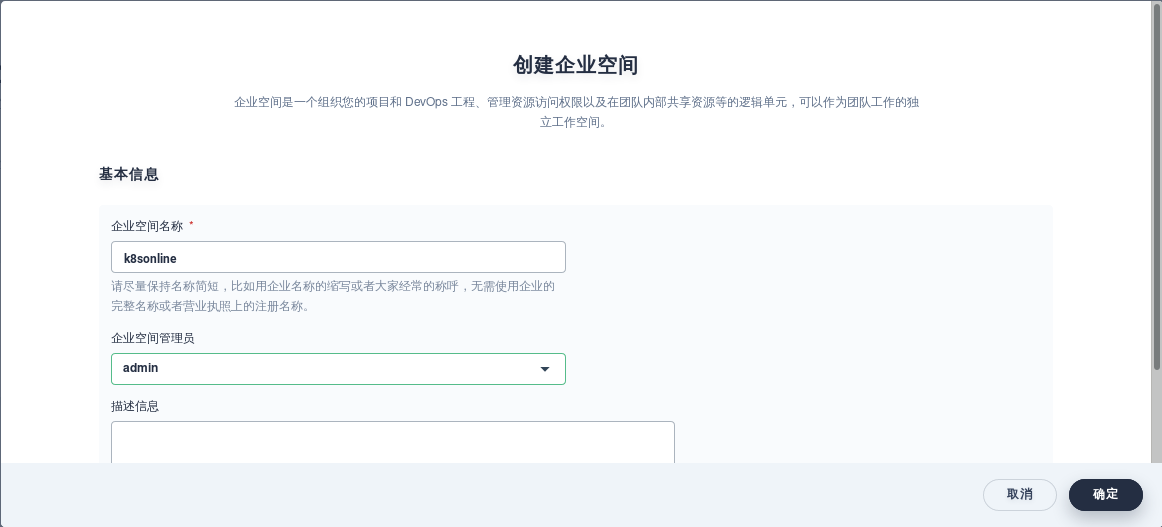 创建企业空间
企业空间是一个组织您的项目和 DevOps 工程、管理资源访问权限以及在团队内部共享资源等的逻辑单元，可以作为团队工作的独
立工作空间。
基本信息
企业空间名称 *
k8sonline
请尽量保持名称简短，比如用企业名称的缩写或者大家经常的称呼，无需使用企业的
完整名称或者营业执照上的注册名称。
企业空间管理员
admin
描述信息
取消 确定